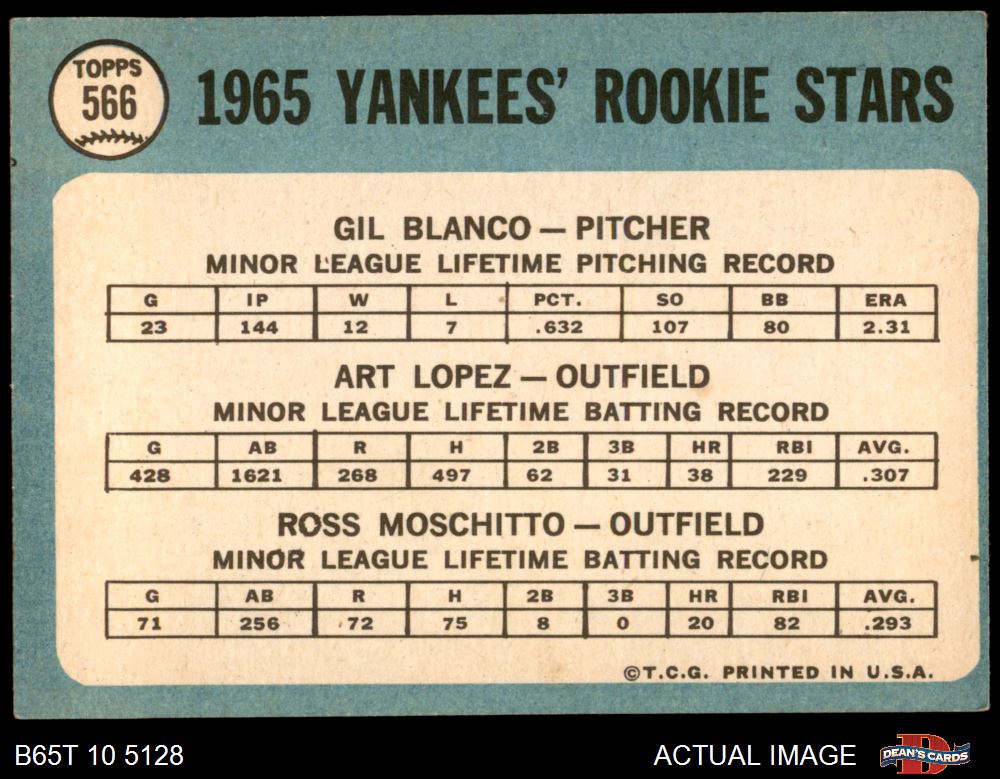 TOPPS
566
1965 YANKEES' ROOKIE STARS
GIL BLANCO — PITCHER
MINOR LEAGUE LIFETIME PITCHING RECORD
G IP W L PCT. SO BB ERA
23 144 12 7 .632 107 80 2.31
ART LOPEZ — OUTFIELD
MINOR LEAGUE LIFETIME BATTING RECORD
G AB R H 2B 3B HR RBI AVG.
428 1621 268 497 62 31 38 229 .307
ROSS MOSCHITTO — OUTFIELD
MINOR LEAGUE LIFETIME BATTING RECORD
G AB R H 2B 3B HR RBI AVG.
71 256 72 75 8 0 20 82 .293
©T.C.G. PRINTED IN U.S.A.
B65T 10 5128 ACTUAL IMAGE
DEAN'S CARDS